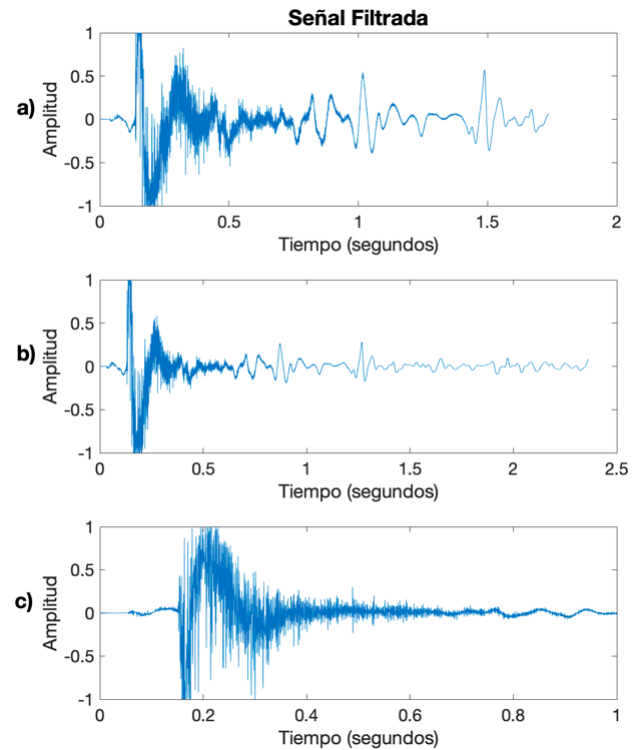 Señal Filtrada
a)
Amplitud
1
0.5
0
-0.5
-1
0 0.5 1 1.5 2
Tiempo (segundos)
b)
Amplitud
1
0.5
0
-0.5
-1
0 0.5 1 1.5 2 2.5
Tiempo (segundos)
c)
Amplitud
1
0.5
0
-0.5
-1
0 0.2 0.4 0.6 0.8 1
Tiempo (segundos)